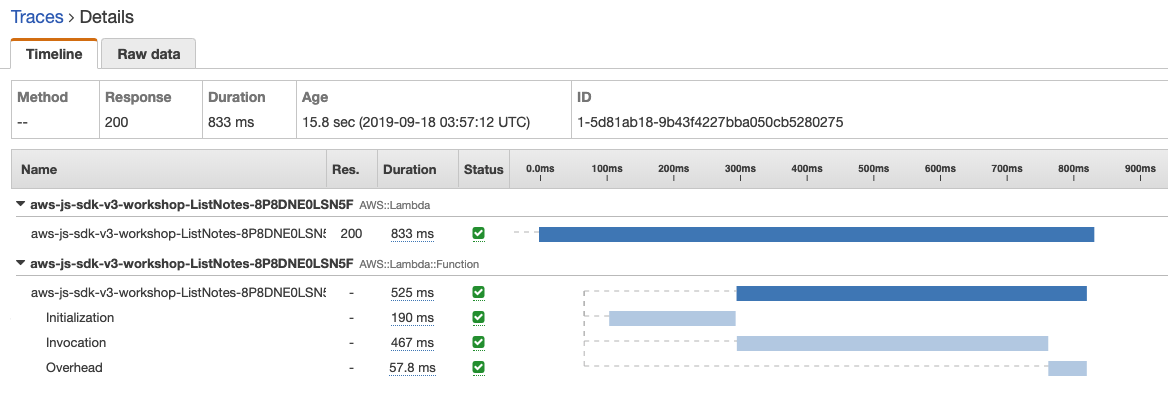 Traces > Details
Timeline Raw data
Method Response Duration Age ID
-- 200 833 ms 15.8 sec (2019-09-18 03:57:12 UTC) 1-5d81ab18-9b43f4227bba050cb5280275
Name Res. Duration Status 0.0ms 100ms 200ms 300ms 400ms 500ms 600ms 700ms 800ms 900ms
aws-js-sdk-v3-workshop-ListNotes-8P8DNE0LSN5F AWS::Lambda
aws-js-sdk-v3-workshop-ListNotes-8P8DNE0LSN5 200 833 ms
aws-js-sdk-v3-workshop-ListNotes-8P8DNE0LSN5F AWS::Lambda::Function
aws-js-sdk-v3-workshop-ListNotes-8P8DNE0LSN5 - 525 ms
Initialization - 190 ms
Invocation - 467 ms
Overhead - 57.8 ms